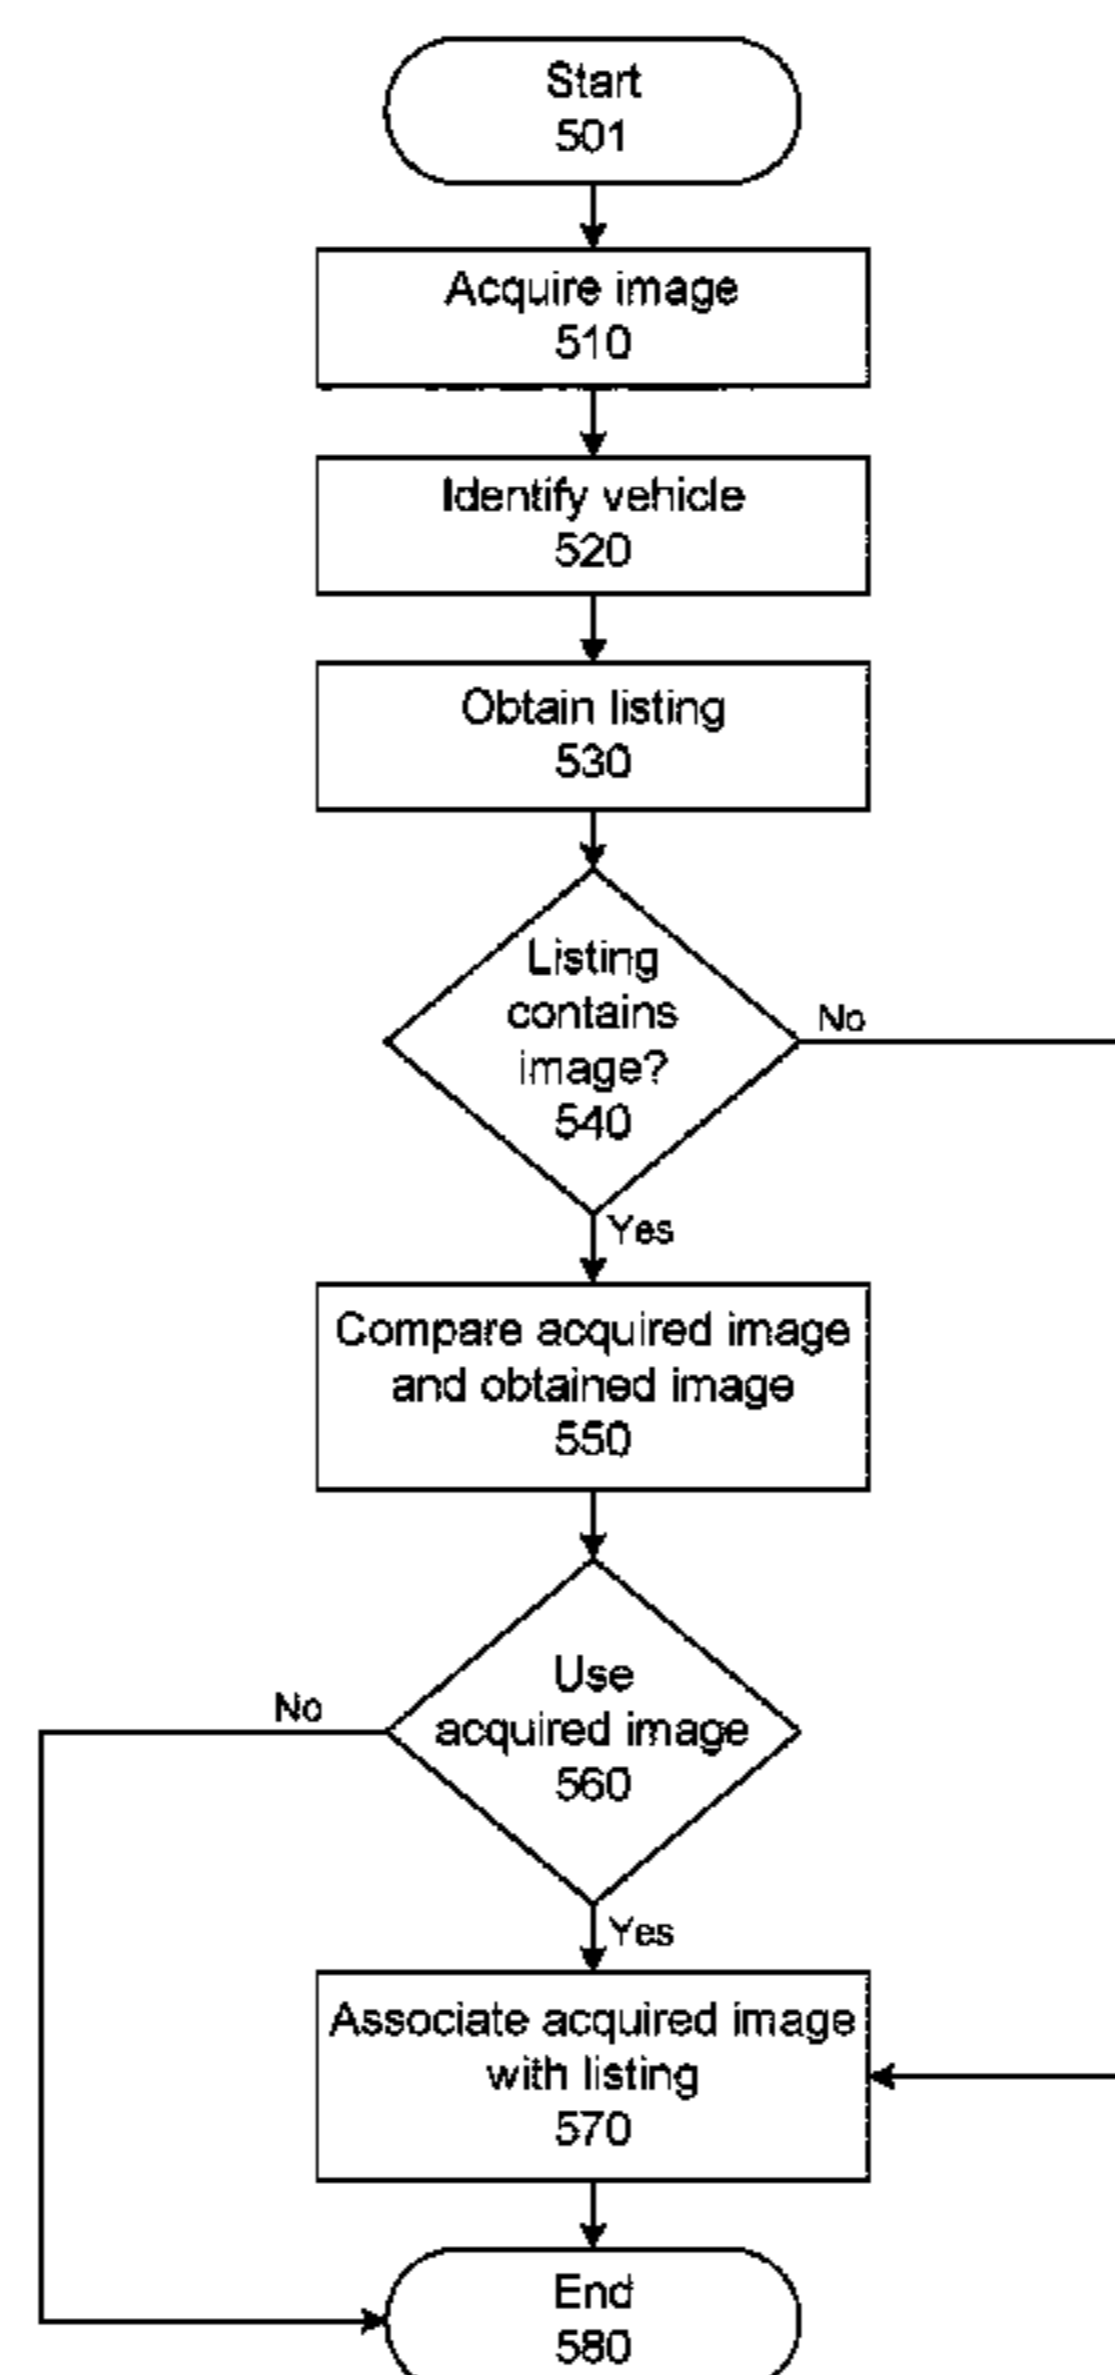 Start
501
Acquire image
510
Identify vehicle
520
Obtain listing
530
Listing
contains
image?
540
No
Yes
Compare acquired image
and obtained image
550
Use
acquired image
560
No
Yes
Associate acquired image
with listing
570
End
580